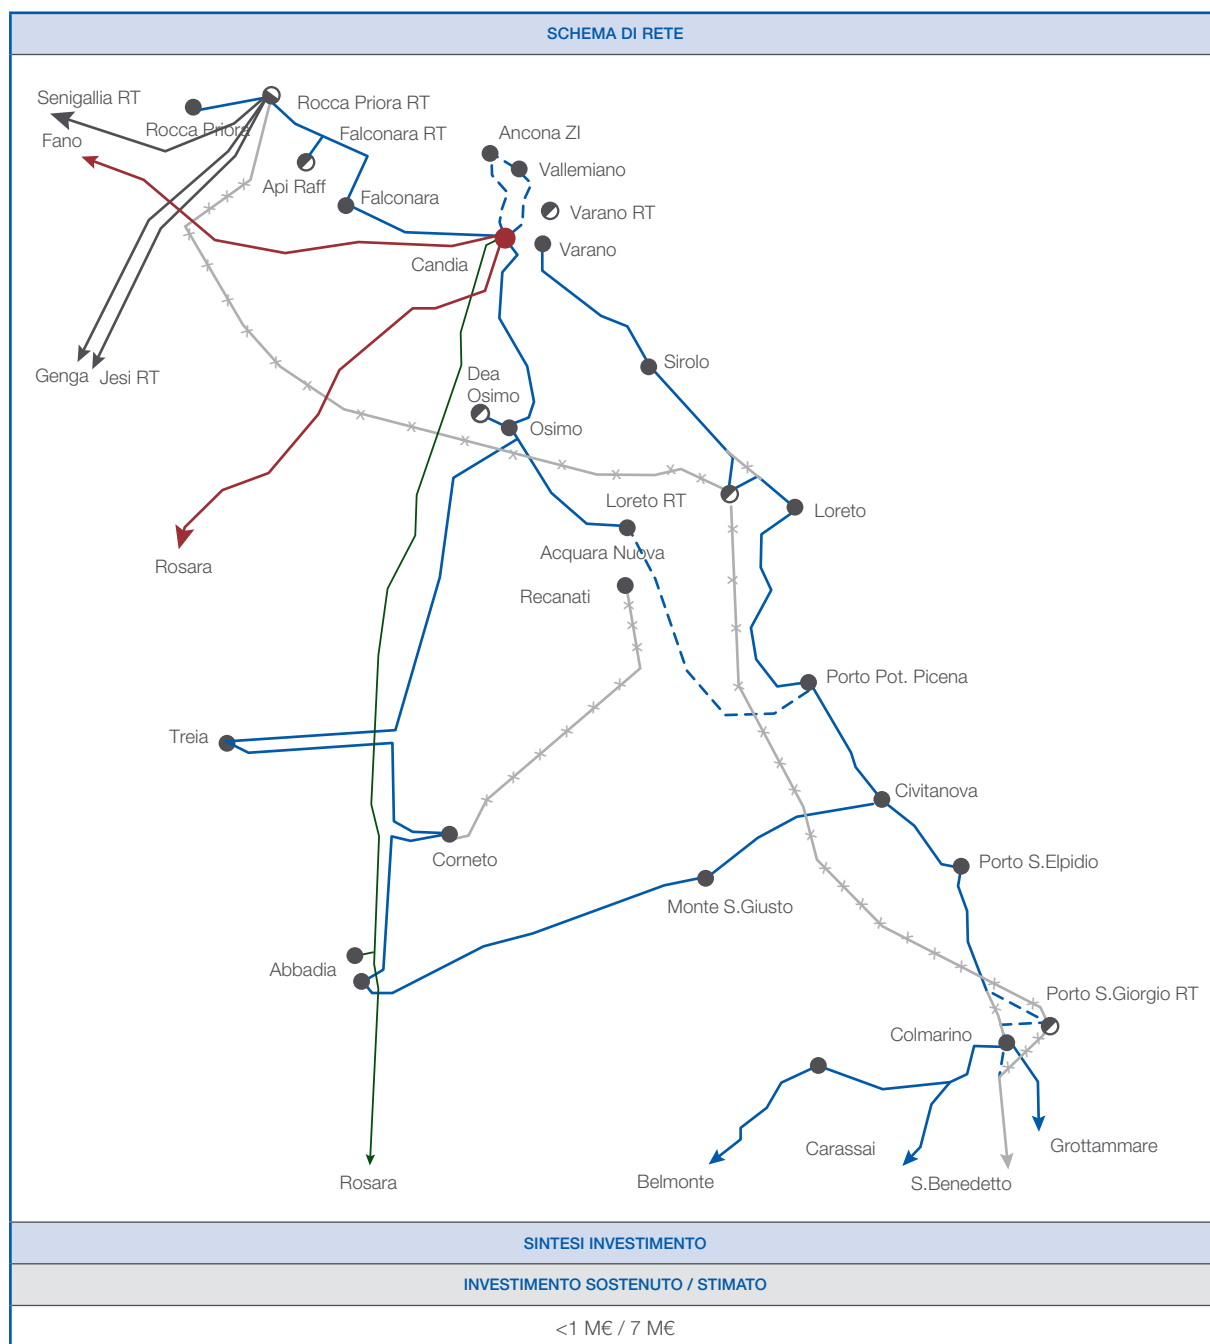 SCHEMA DI RETE
Senigallia RT
Rocca Priora RT
Rocca Priora
Fano
Falconara RT
Ancona ZI
Vallemiano
Api Raff
Falconara
Varano RT
Varano
Candia
Genga
Jesi RT
Sirolo
Dea
Osimo
Osimo
Loreto RT
Loreto
Rosara
Acquara Nuova
Recanati
Porto Pot. Picena
Treia
Civitanova
Corneto
Porto S.Elpidio
Monte S.Giusto
Abbadia
Porto S.Giorgio RT
Colmarino
Grottammare
Carassai
Belmonte
S.Benedetto
Rosara
SINTESI INVESTIMENTO
INVESTIMENTO SOSTENUTO / STIMATO
<1 M€ / 7 M€